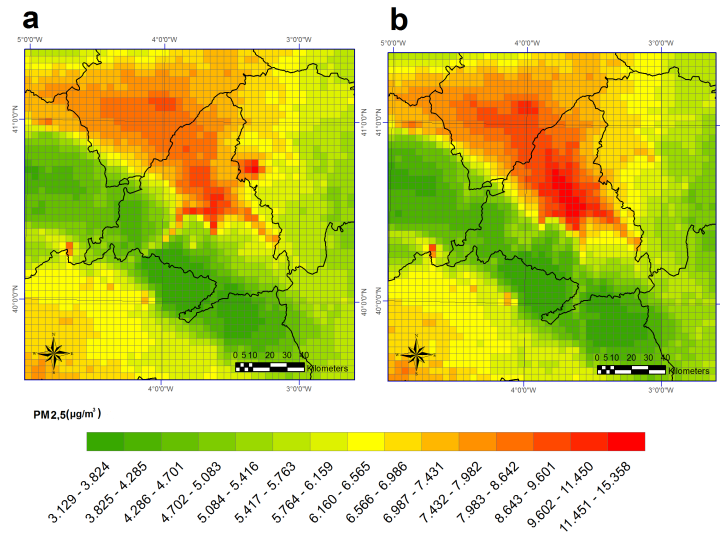 a
b
5°0'0"W 4°0'0"W 3°0'0"W
5°0'0"W 4°0'0"W 3°0'0"W
41°0'0"N
40°0'0"N
41°0'0"N
40°0'0"N
0 5 10 20 30 40
Kilometers
0 5 10 20 30 40
Kilometers
4°0'0"W 3°0'0"W
4°0'0"W 3°0'0"W
PM2,5(µg/m³)
3.129 - 3.824
3.825 - 4.285
4.286 - 4.701
4.702 - 5.083
5.084 - 5.416
5.417 - 5.763
5.764 - 6.159
6.160 - 6.565
6.566 - 6.986
6.987 - 7.431
7.432 - 7.982
7.983 - 8.642
8.643 - 9.601
9.602 - 11.450
11.451 - 15.358